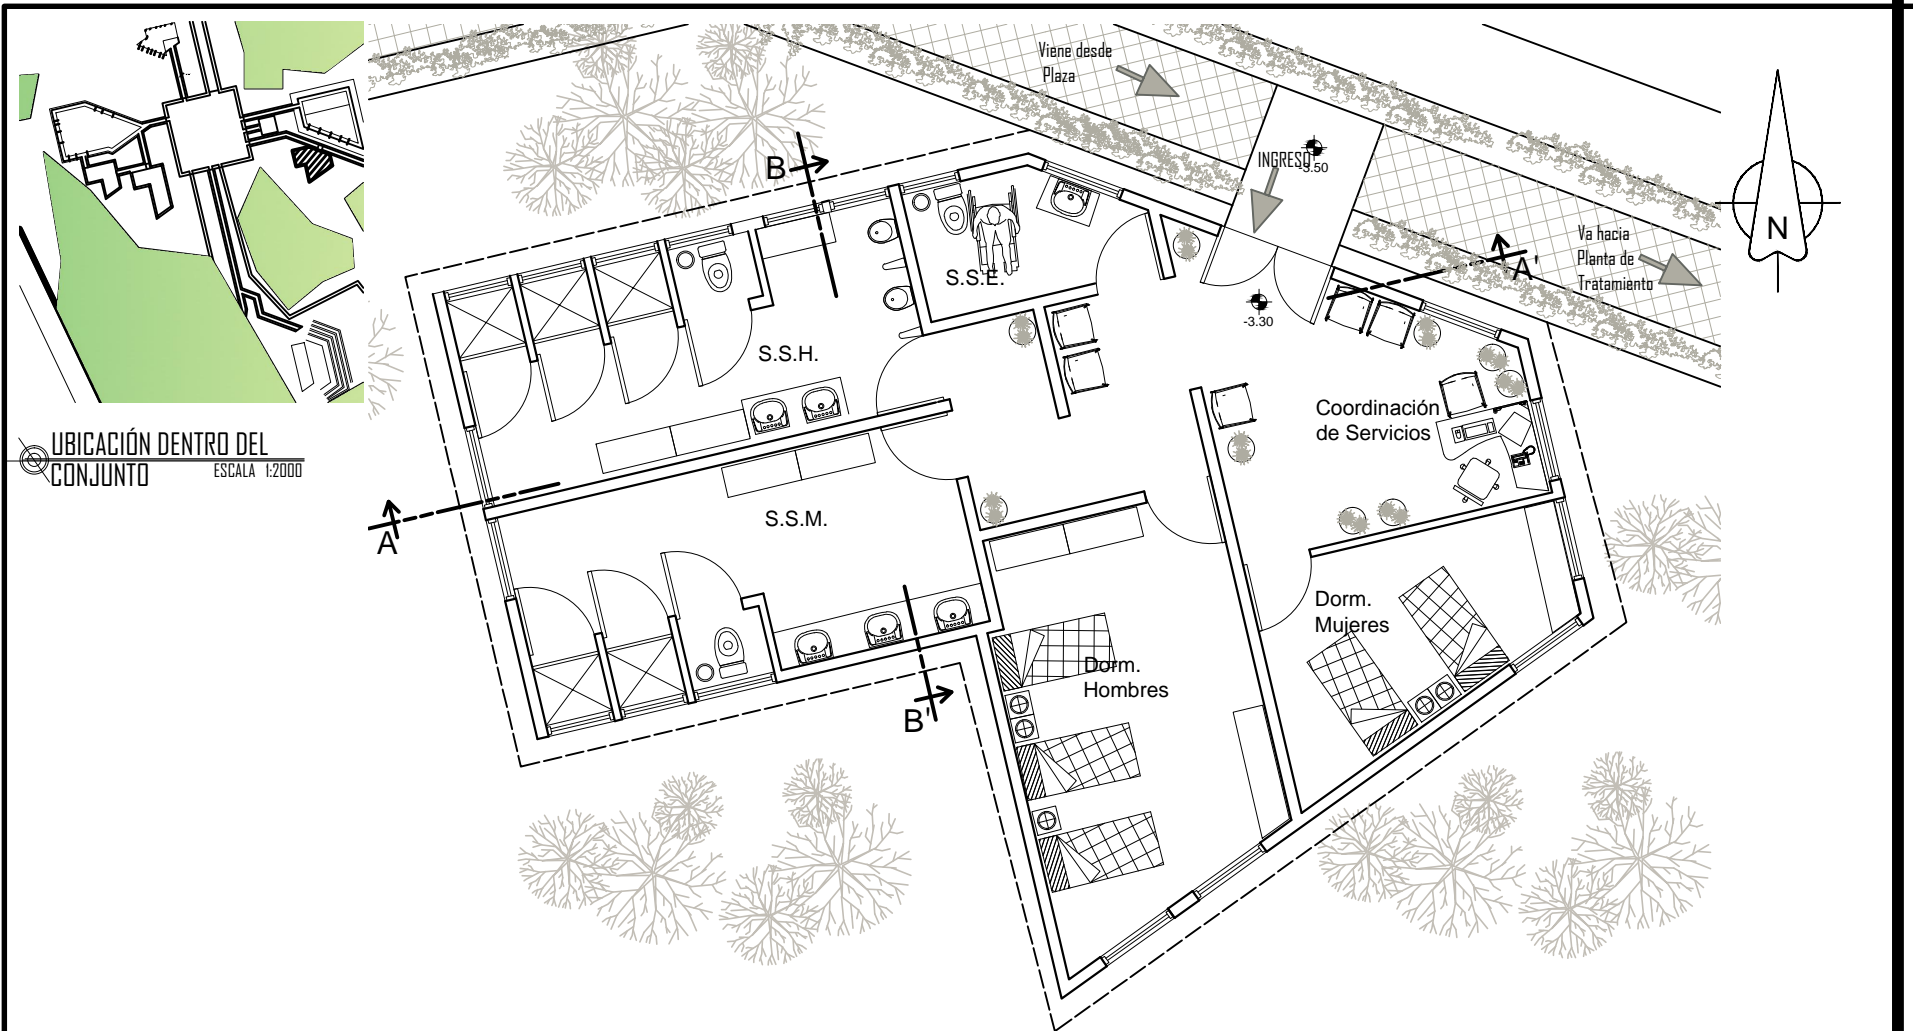 Viene desde
Plaza
INGRESO
-3.50
N
B
Va hacia
Planta de
Tratamiento
A'
S.S.E.
-3.30
S.S.H.
Coordinación
de Servicios
UBICACIÓN DENTRO DEL
CONJUNTO
ESCALA 1:2000
A
S.S.M.
Dorm.
Mujeres
Dorm.
Hombres
B'